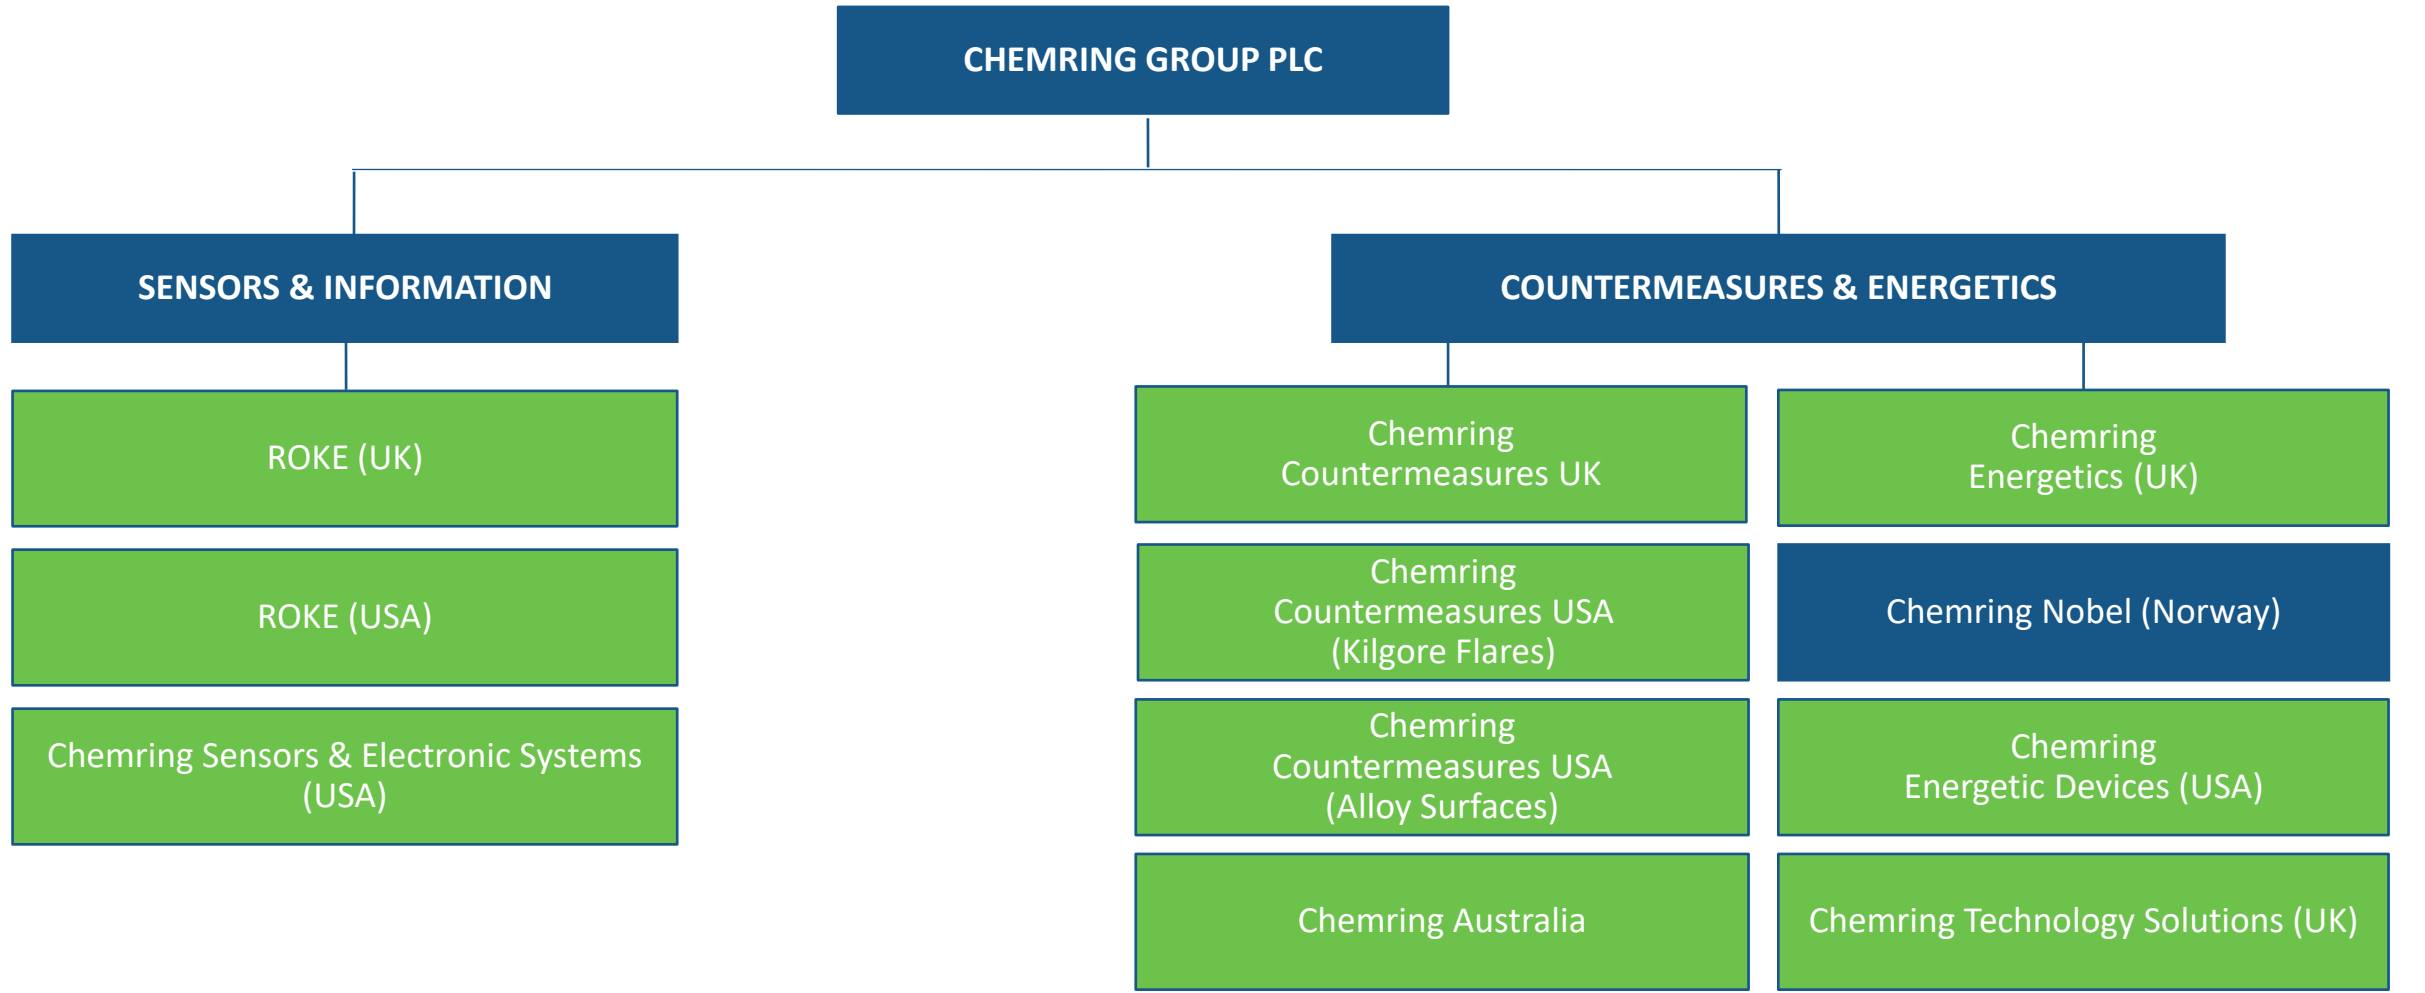 CHEMRING GROUP PLC
SENSORS & INFORMATION
ROKE (UK)
ROKE (USA)
Chemring Sensors & Electronic Systems
(USA)
COUNTERMEASURES & ENERGETICS
Chemring
Countermeasures UK
Chemring
Countermeasures USA
(Kilgore Flares)
Chemring
Countermeasures USA
(Alloy Surfaces)
Chemring Australia
Chemring
Energetics (UK)
Chemring Nobel (Norway)
Chemring
Energetic Devices (USA)
Chemring Technology Solutions (UK)